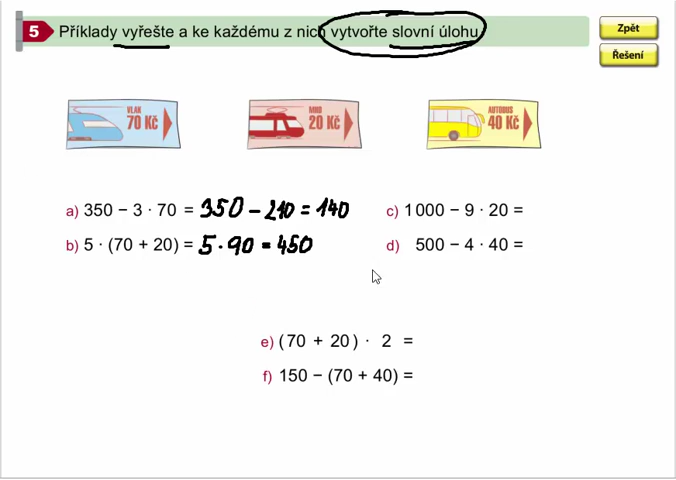 5 Příklady vyřešte a ke každému z nich vytvořte slovní úlohu.
Zpět
Řešení
VLAK
70 Kč
MHD
20 Kč
AUTOBUS
40 Kč
a) 350 − 3 · 70 = 350 − 210 = 140
b) 5 · (70 + 20) = 5 · 90 = 450
c) 1 000 − 9 · 20 =
d) 500 − 4 · 40 =
e) (70 + 20) · 2 =
f) 150 − (70 + 40) =